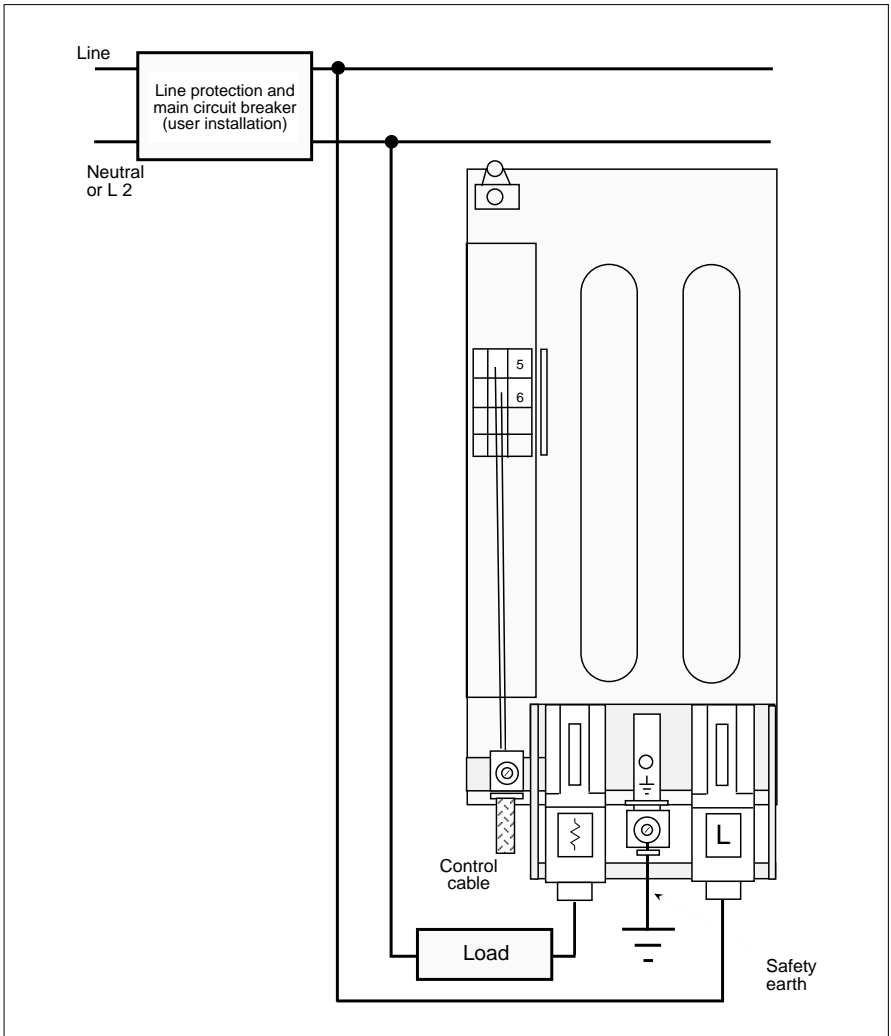 Line
Line protection and
main circuit breaker
(user installation)
Neutral
or L 2
5
6
L
Control
cable
Load
Safety
earth